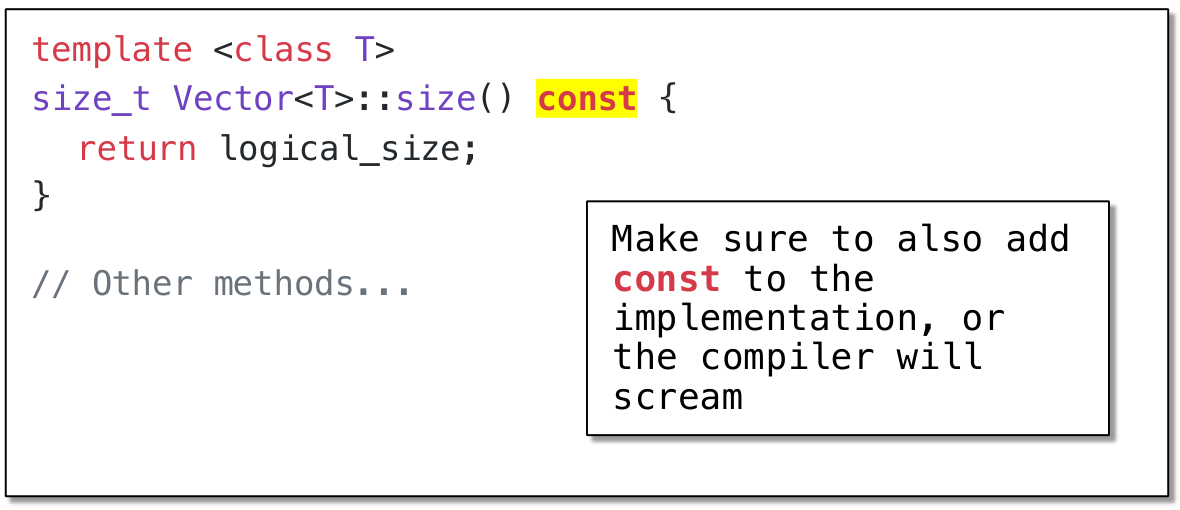 template <class T>
size_t Vector<T>::size() const {
  return logical_size;
}
// Other methods...
Make sure to also add
const to the
implementation, or
the compiler will
scream